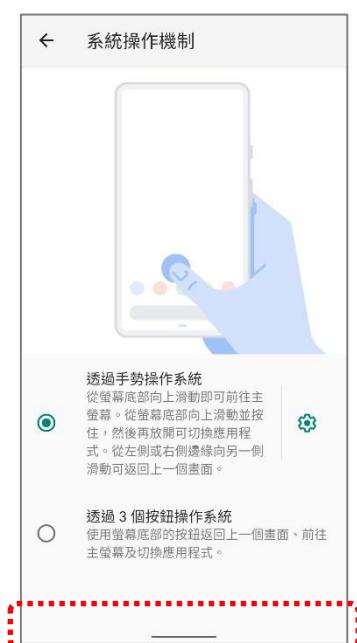 系統操作機制
透過手勢操作系統
從螢幕底部向上滑動即可前往主
螢幕。從螢幕底部向上滑動並按
住，然後再放開可切換應用程
式。從左側或右側邊緣向另一側
滑動可返回上一個畫面。
透過 3 個按鈕操作系統
使用螢幕底部的按鈕返回上一個畫面、前往
主螢幕及切換應用程式。